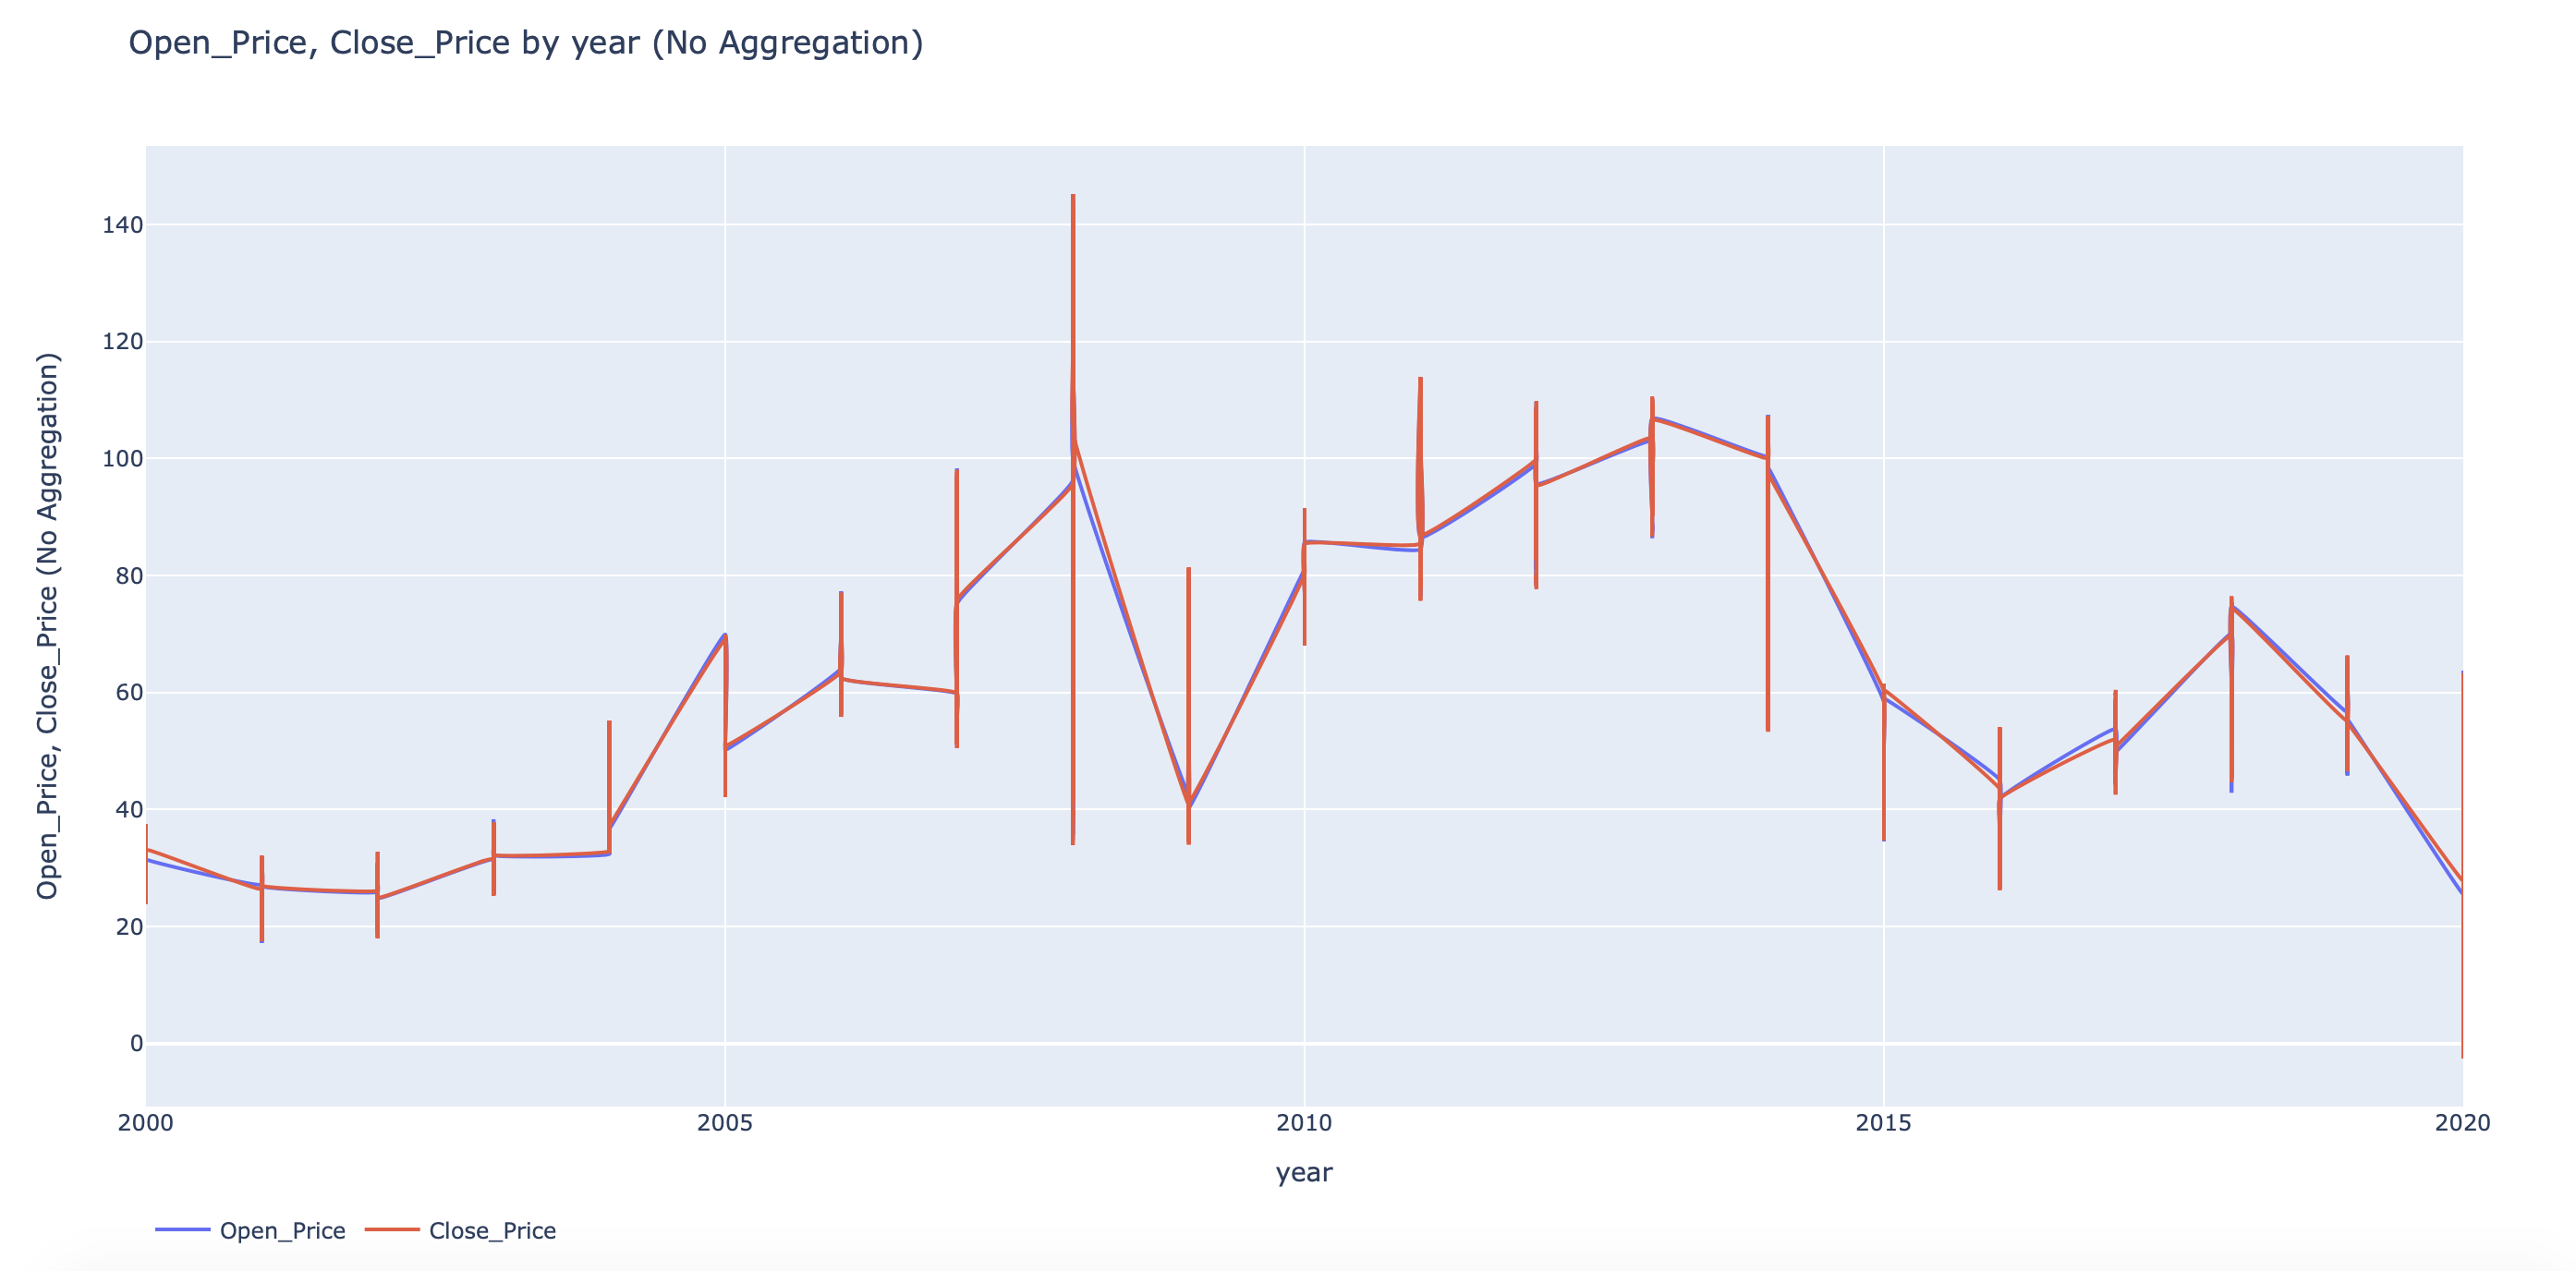 Open_Price, Close_Price by year (No Aggregation)
Open_Price, Close_Price (No Aggregation)
140
120
100
80
60
40
20
0
2000 2005 2010 2015 2020
year
Open_Price Close_Price